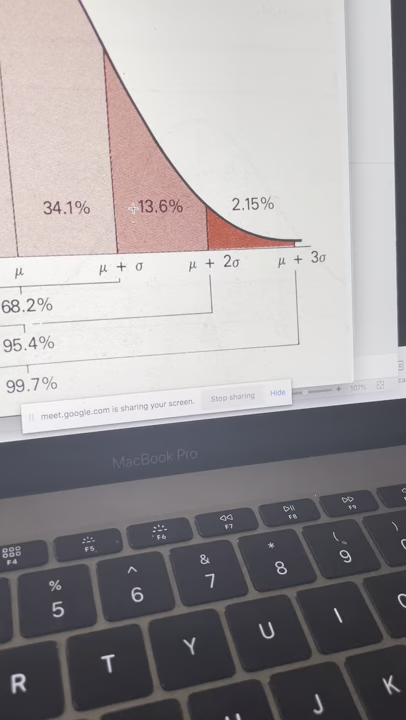 34.1% 13.6% 2.15%
μ μ + σ μ + 2σ μ + 3σ
68.2%
95.4%
99.7%
meet.google.com is sharing your screen. Stop sharing Hide
107%
MacBook Pro
F4 F5 F6 F7 F8 F9
% ^ & * ( )
5 6 7 8 9
R T Y U I
J K